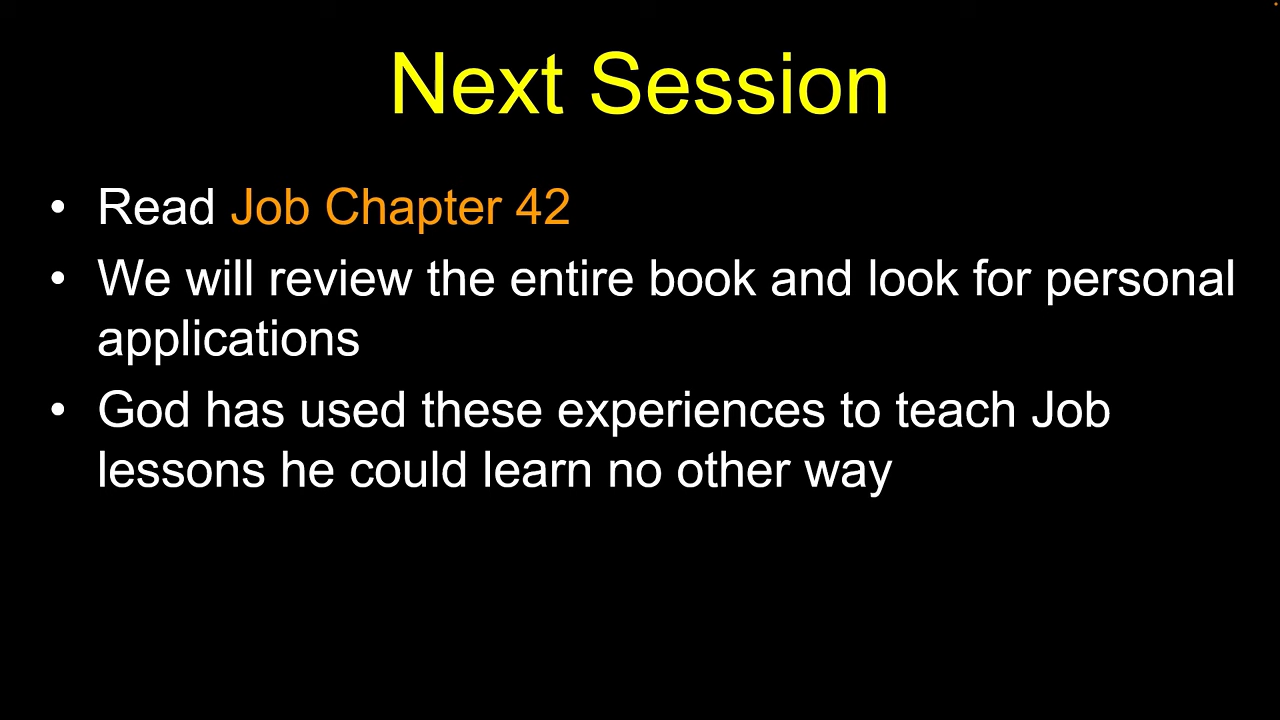 Next Session
• Read Job Chapter 42
• We will review the entire book and look for personal
applications
• God has used these experiences to teach Job
lessons he could learn no other way